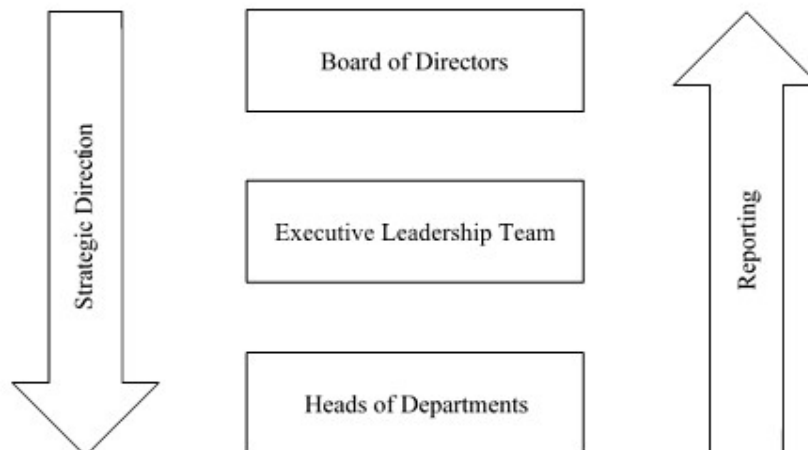 Board of Directors
Strategic Direction
Executive Leadership Team
Reporting
Heads of Departments